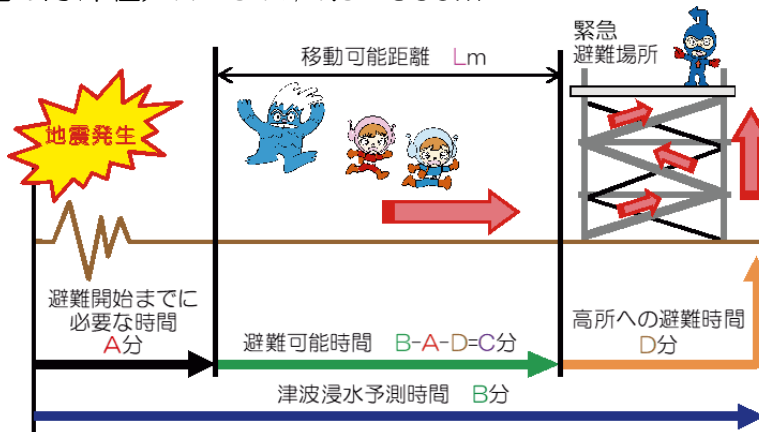 移動可能距離 Lm
緊急
避難場所
地震発生
避難開始までに
必要な時間
A分
避難可能時間 B-A-D=C分
高所への避難時間
D分
津波浸水予測時間 B分